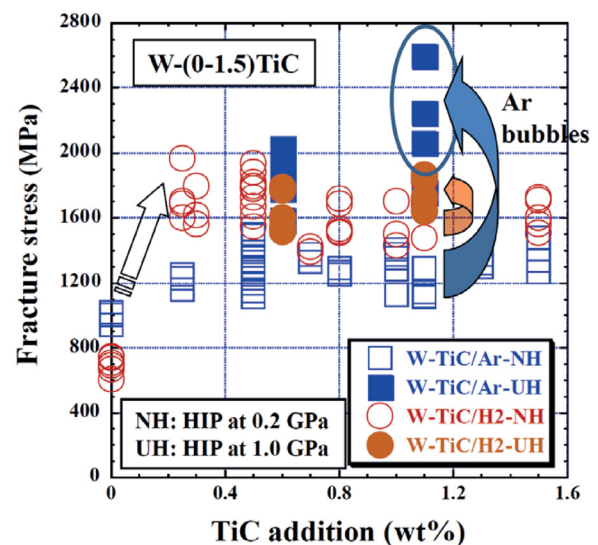 2800
2400
2000
1600
1200
800
400
0
Fracture stress (MPa)
W-(0-1.5)TiC
Ar
bubbles
W-TiC/Ar-NH
W-TiC/Ar-UH
W-TiC/H2-NH
W-TiC/H2-UH
NH: HIP at 0.2 GPa
UH: HIP at 1.0 GPa
0 0.4 0.8 1.2 1.6
TiC addition (wt%)